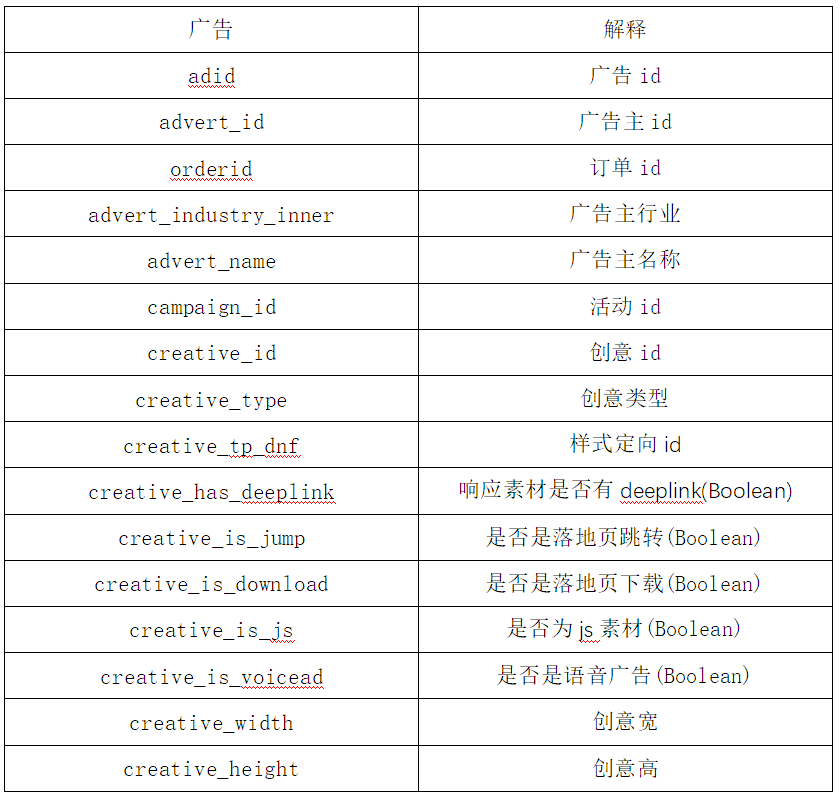 广告 解释
adid 广告 id
advert_id 广告主 id
orderid 订单 id
advert_industry_inner 广告主行业
advert_name 广告主名称
campaign_id 活动 id
creative_id 创意 id
creative_type 创意类型
creative_tp_dnf 样式定向 id
creative_has_deeplink 响应素材是否有 deeplink(Boolean)
creative_is_jump 是否是落地页跳转(Boolean)
creative_is_download 是否是落地页下载(Boolean)
creative_is_js 是否为 js 素材(Boolean)
creative_is_voicead 是否是语音广告(Boolean)
creative_width 创意宽
creative_height 创意高